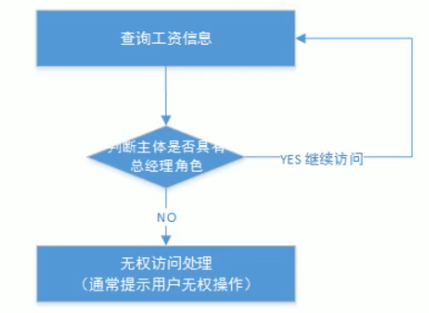 查询工资信息
判断主体是否具有
总经理角色
YES 继续访问
NO
无权访问处理
（通常提示用户无权操作）